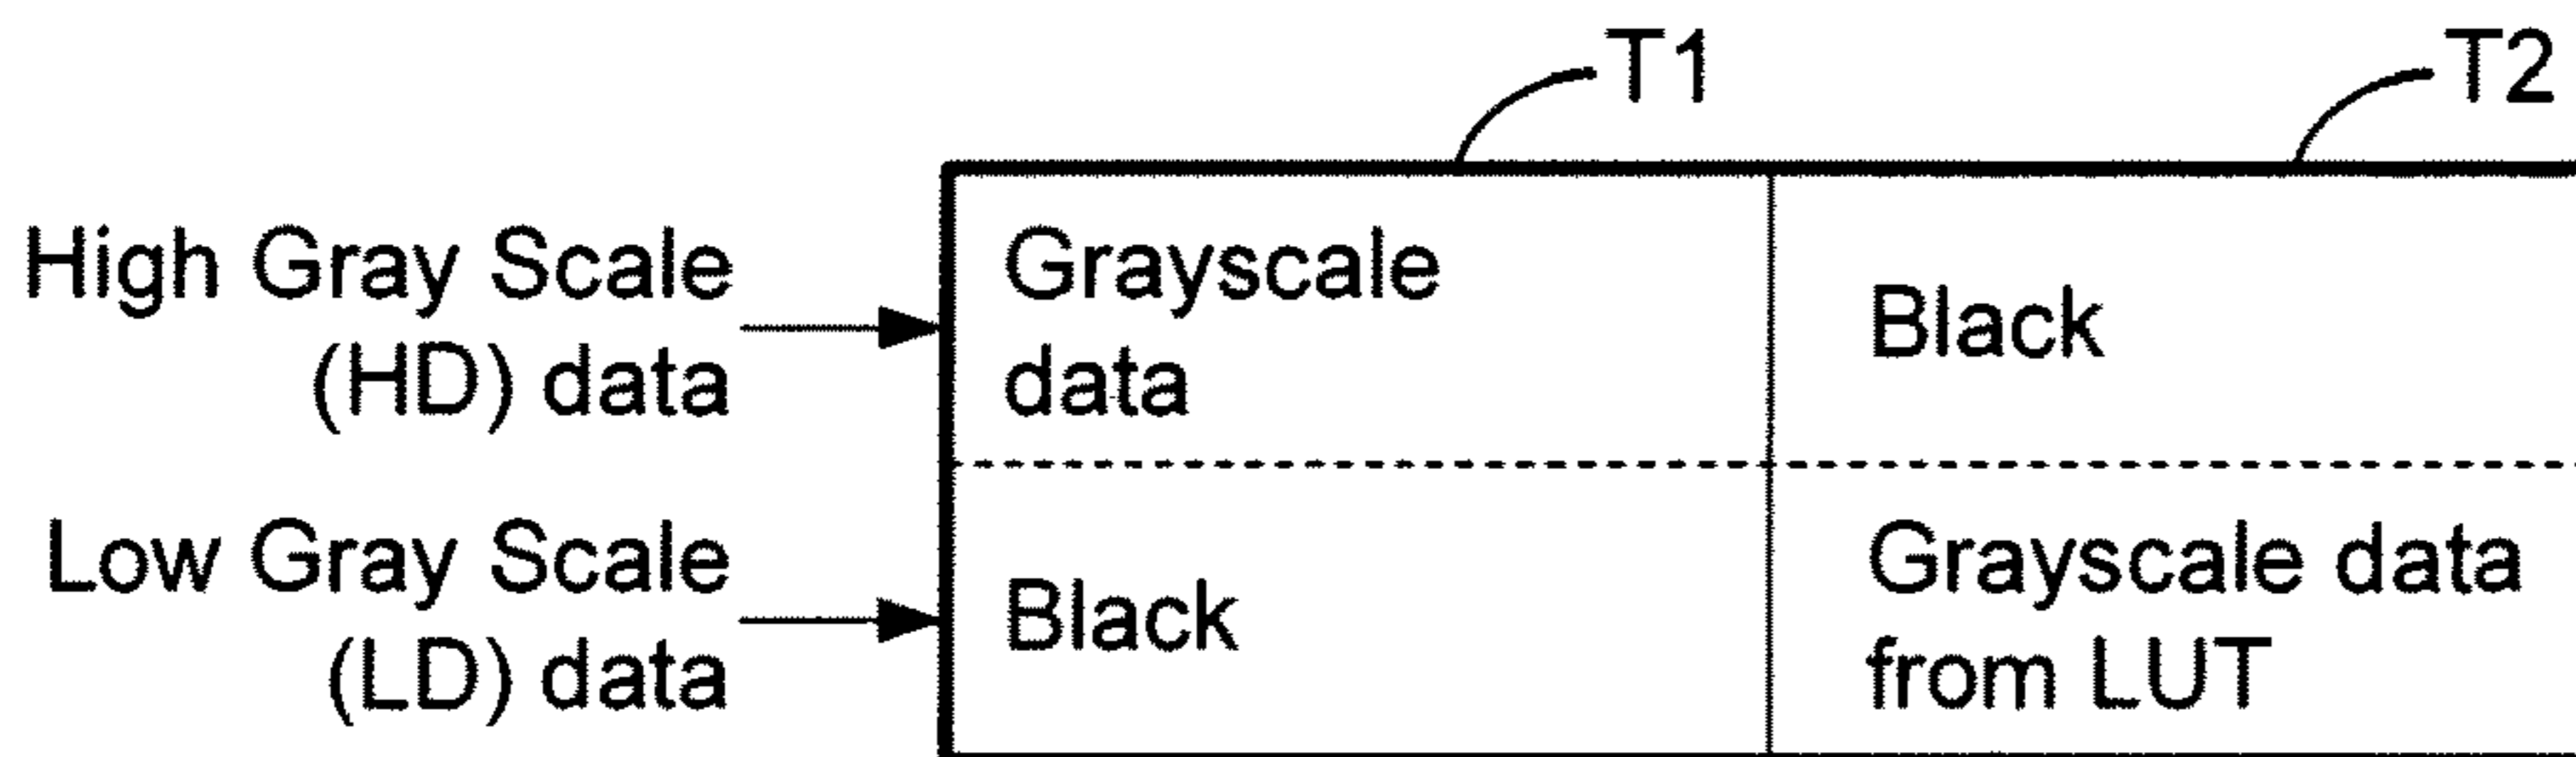 T1
T2
High Gray Scale
(HD) data
Grayscale
data
Black
Low Gray Scale
(LD) data
Black
Grayscale data
from LUT